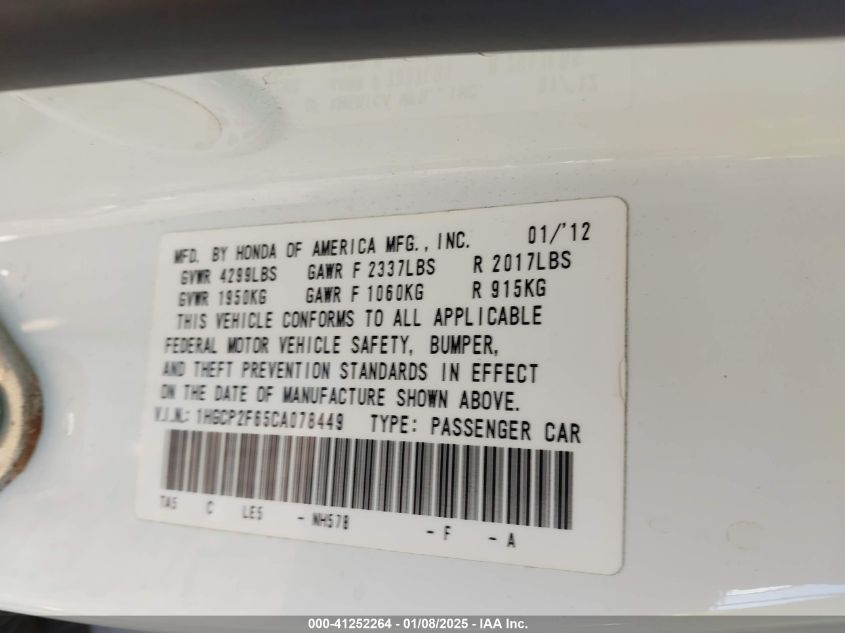 MFD. BY HONDA OF AMERICA MFG., INC. 01/'12
GVWR 4299LBS GAWR F 2337LBS R 2017LBS
GVWR 1950KG GAWR F 1060KG R 915KG
THIS VEHICLE CONFORMS TO ALL APPLICABLE
FEDERAL MOTOR VEHICLE SAFETY, BUMPER,
AND THEFT PREVENTION STANDARDS IN EFFECT
ON THE DATE OF MANUFACTURE SHOWN ABOVE.
V.I.N.: 1HGCP2F65CA078449 TYPE: PASSENGER CAR
TA5 C LE5 - NH578 - F - A
000-41252264 - 01/08/2025 - © IAA Inc.